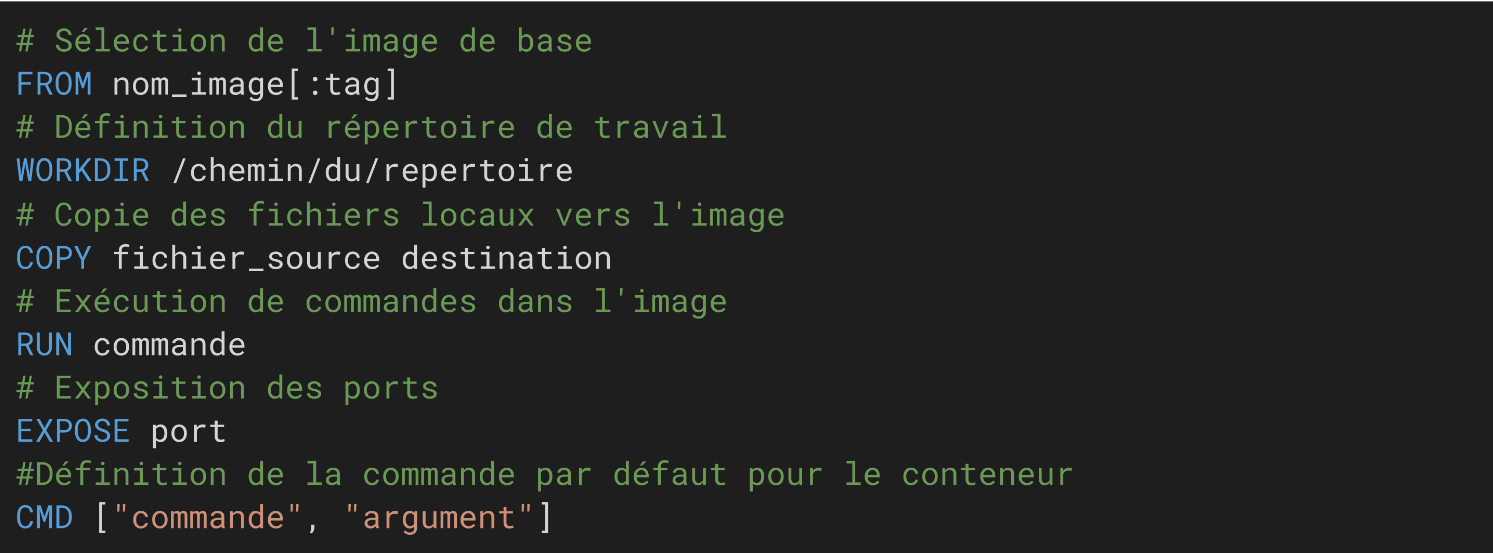 # Sélection de l'image de base
FROM nom_image[:tag]
# Définition du répertoire de travail
WORKDIR /chemin/du/repertoire
# Copie des fichiers locaux vers l'image
COPY fichier_source destination
# Exécution de commandes dans l'image
RUN commande
# Exposition des ports
EXPOSE port
#Définition de la commande par défaut pour le conteneur
CMD ["commande", "argument"]